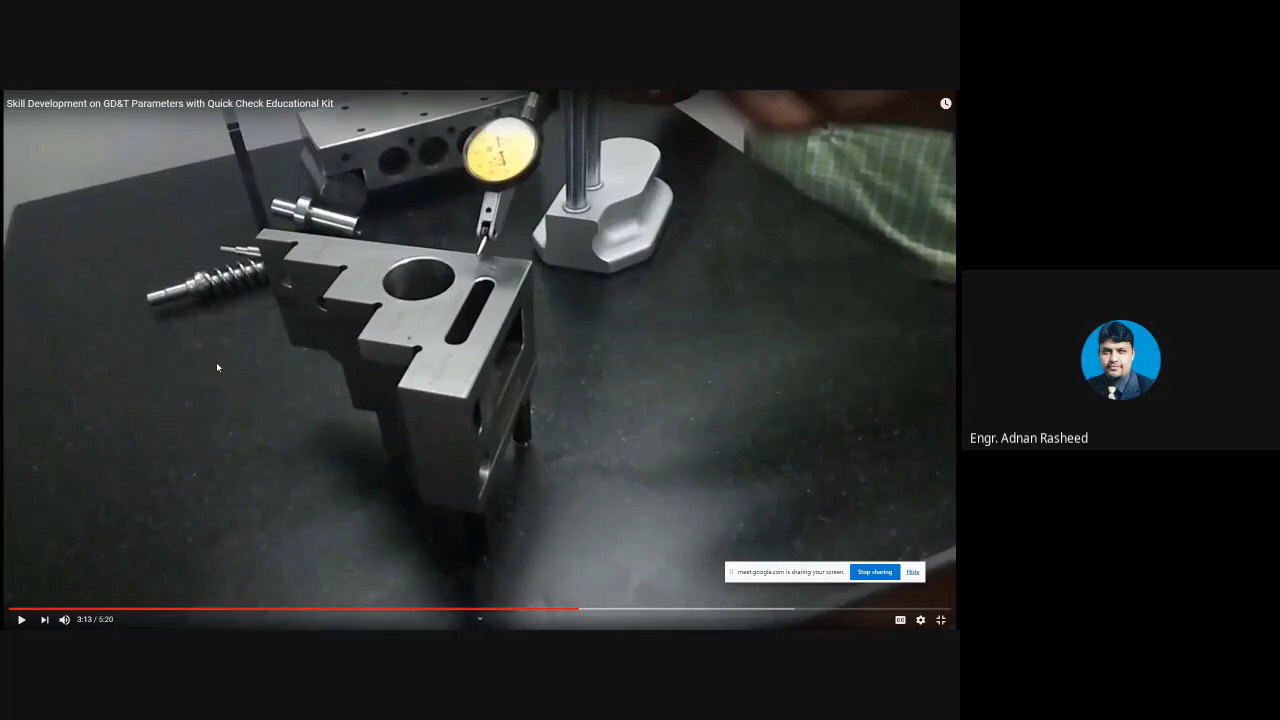 Skill Development on GD&T Parameters with Quick Check Educational Kit
meet.google.com is sharing your screen.
Stop sharing
Hide
3:13 / 5:20
Engr. Adnan Rasheed